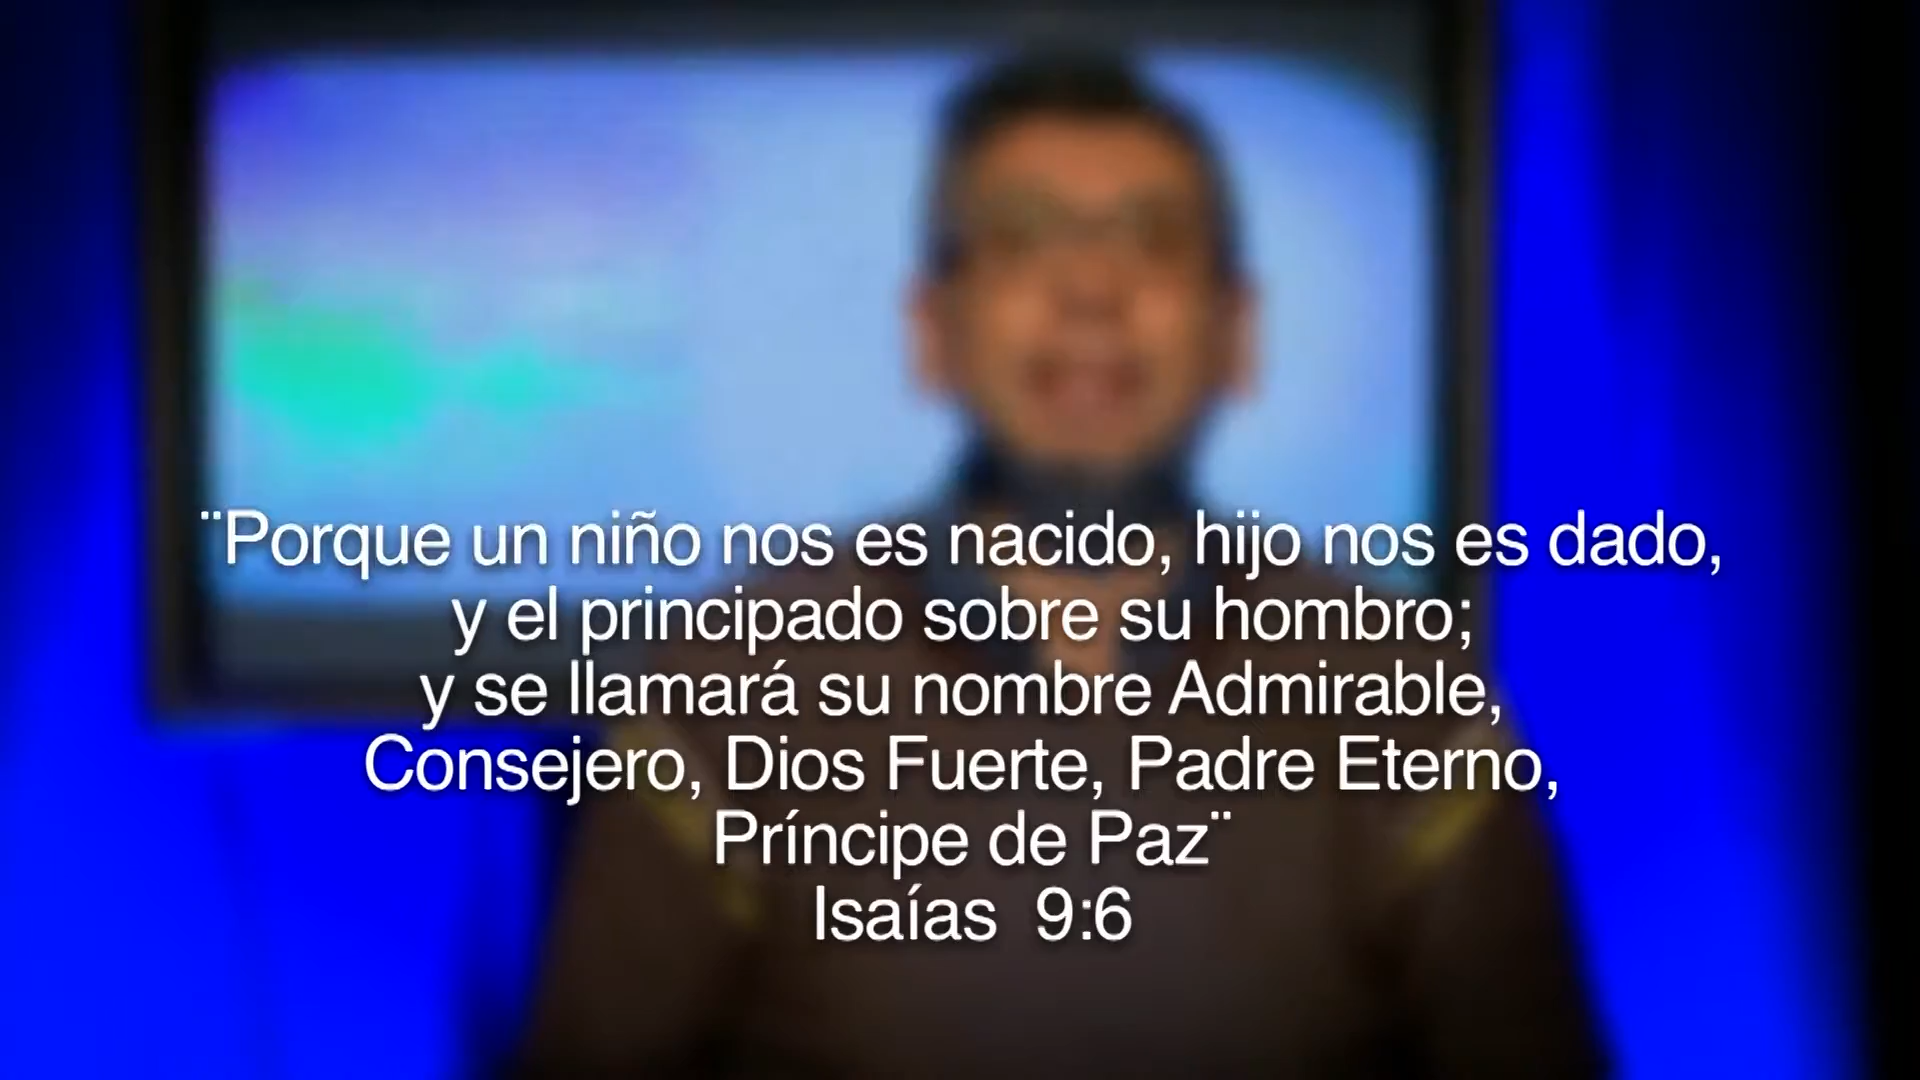 ¨Porque un niño nos es nacido, hijo nos es dado,
y el principado sobre su hombro;
y se llamará su nombre Admirable,
Consejero, Dios Fuerte, Padre Eterno,
Príncipe de Paz¨
Isaías  9:6